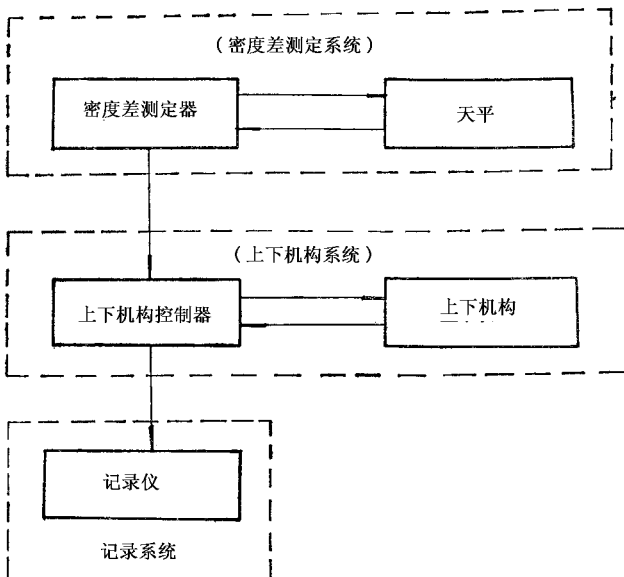 （密度差测定系统）
密度差测定器
天平
（上下机构系统）
上下机构控制器
上下机构
记录仪
记录系统